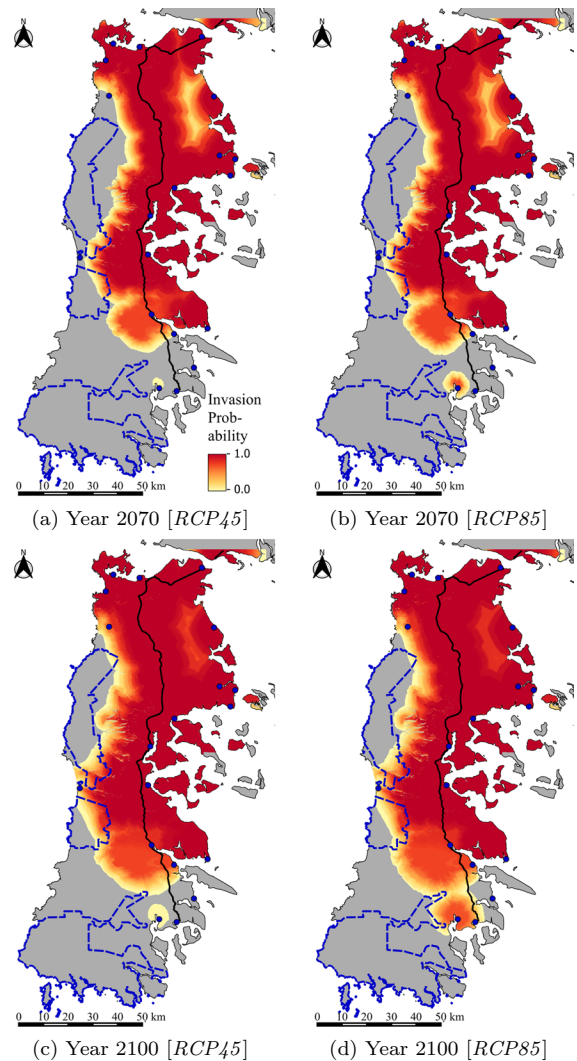 N
N
Invasion
Prob-
ability
1.0
0.0
0 10 20 30 40 50 km
0 10 20 30 40 50 km
(a) Year 2070 [RCP45]
(b) Year 2070 [RCP85]
N
N
0 10 20 30 40 50 km
0 10 20 30 40 50 km
(c) Year 2100 [RCP45]
(d) Year 2100 [RCP85]